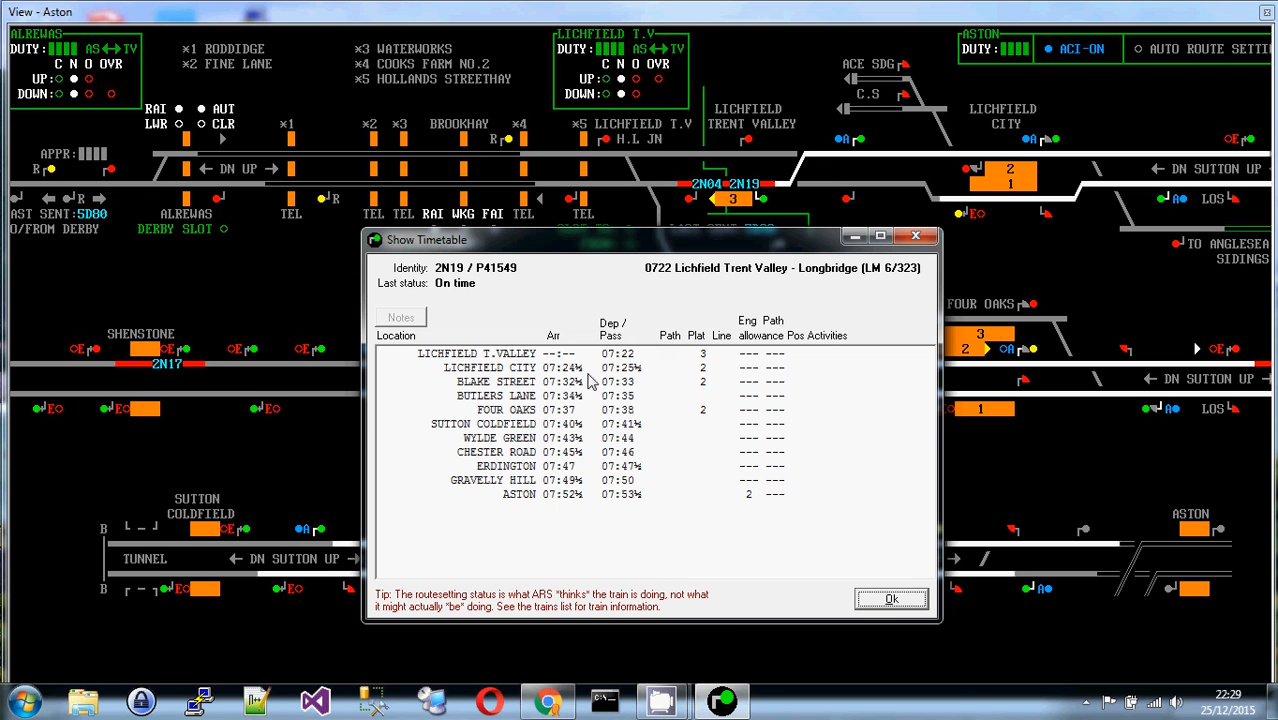 View - Aston
ALREWAS
DUTY: AS TV
C N O OVR
UP:
DOWN:
×1 RODDIDGE
×2 FINE LANE
×3 WATERWORKS
×4 COOKS FARM NO.2
×5 HOLLANDS STREETHAY
LICHFIELD T.V
DUTY: AS TV
C N O OVR
UP:
DOWN:
ASTON
DUTY: ACI-ON AUTO ROUTE SETTI
ACE SDG
C.S
LICHFIELD
TRENT VALLEY
LICHFIELD
CITY
RAI AUT
LWR CLR
×1 ×2 ×3 BROOKHAY ×4 ×5 LICHFIELD T.V
R H.L JN A A E
APPR:
R DN UP 2 DN SUTTON UP
2N04 2N19 1
R R 3 E A LOS
AST SENT:5D80 ALREWAS TEL TEL TEL RAI WKG FAI TEL TEL
O/FROM DERBY DERBY SLOT
TO ANGLESEA
SIDINGS
Show Timetable
Identity: 2N19 / P41549 0722 Lichfield Trent Valley - Longbridge (LM 6/323)
Last status: On time
Notes
Location Arr Dep / Pass Path Plat Line Eng allowance Path Pos Activities
LICHFIELD T.VALLEY --:-- 07:22 3 --- ---
LICHFIELD CITY 07:24½ 07:25½ 2 --- ---
BLAKE STREET 07:32½ 07:33 2 --- ---
BUTLERS LANE 07:34½ 07:35 --- ---
FOUR OAKS 07:37 07:38 2 --- ---
SUTTON COLDFIELD 07:40½ 07:41½ --- ---
WYLDE GREEN 07:43½ 07:44 --- ---
CHESTER ROAD 07:45½ 07:46 --- ---
ERDINGTON 07:47 07:47½ --- ---
GRAVELLY HILL 07:49½ 07:50 --- ---
ASTON 07:52½ 07:53½ 2 ---
Tip: The routesetting status is what ARS *thinks* the train is doing, not what
it might actually *be* doing. See the trains list for train information.
Ok
SHENSTONE
E E E E
2N17
E E E
FOUR OAKS
3
2 A E
DN SUTTON UP
1 A LOS
SUTTON
COLDFIELD
B E A
TUNNEL DN SUTTON UP
B E E
ASTON
A
22:29
25/12/2015